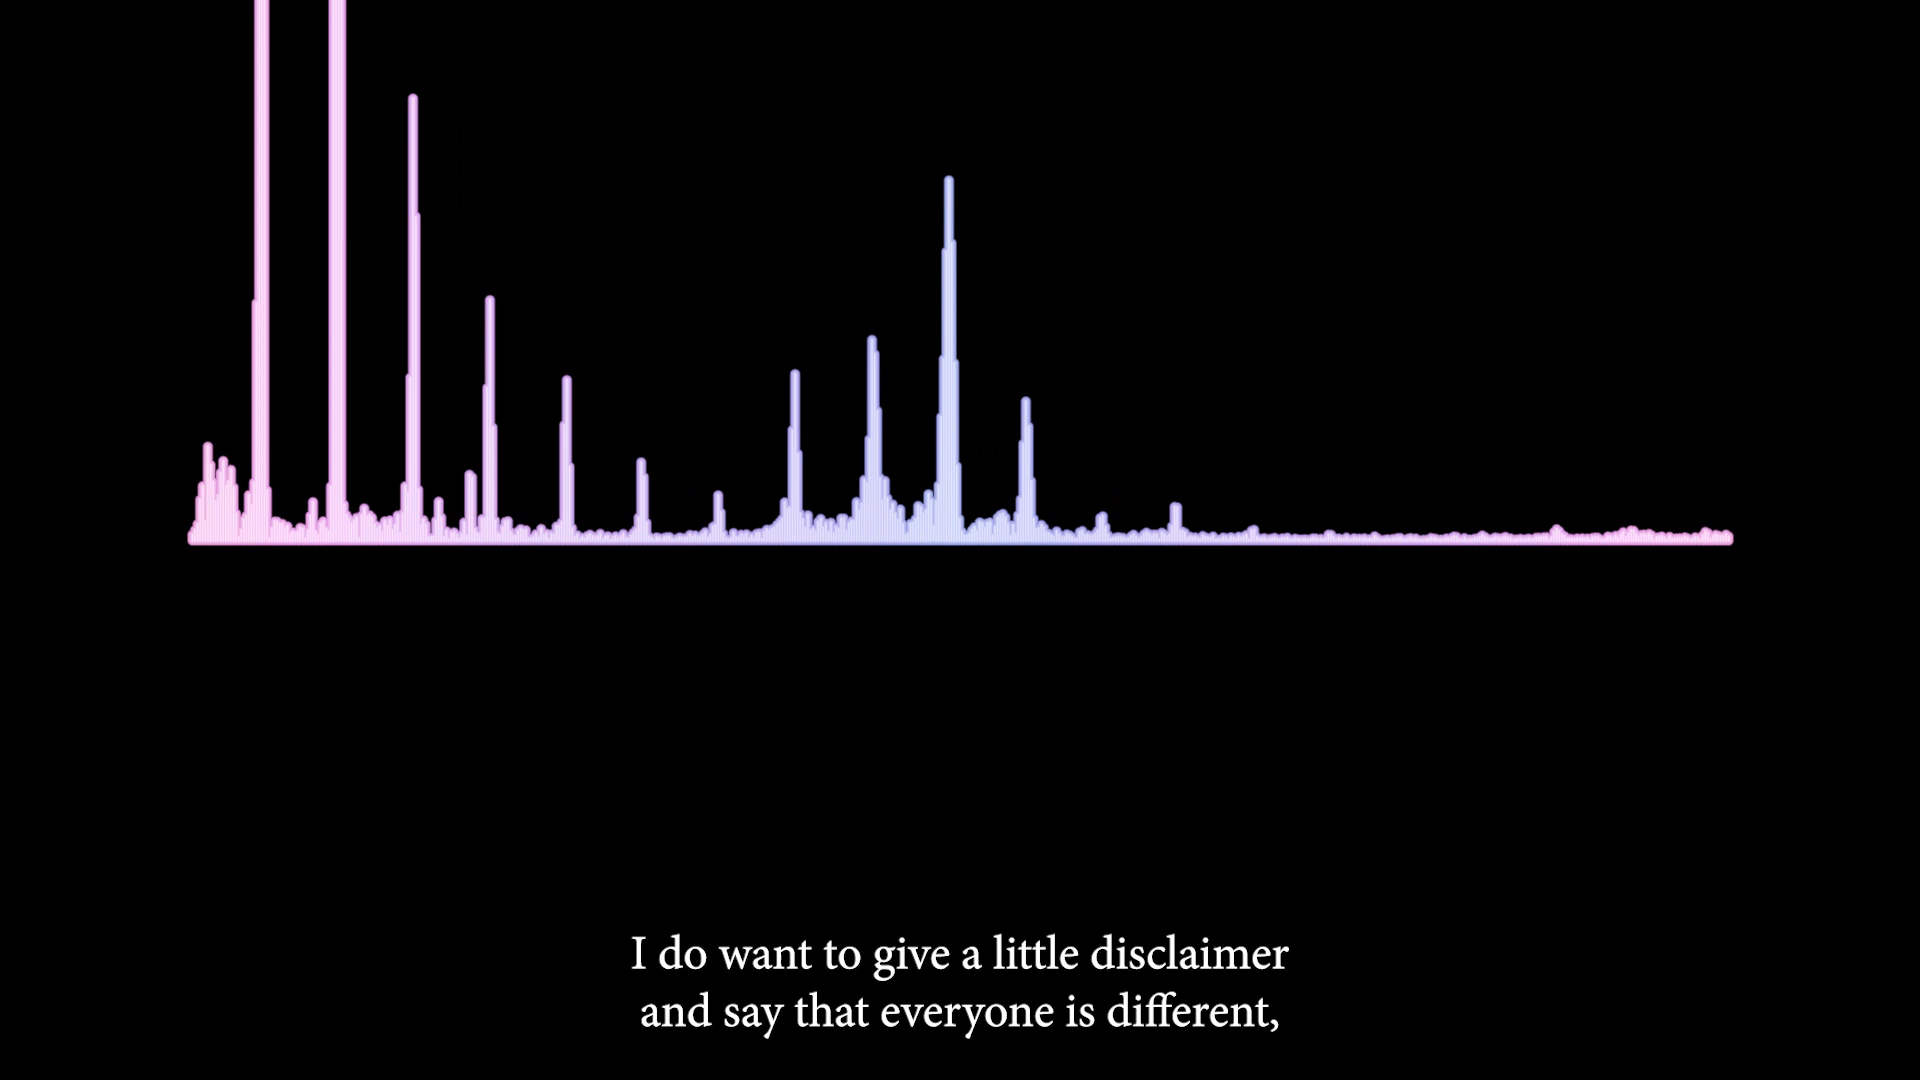 I do want to give a little disclaimer
and say that everyone is different,